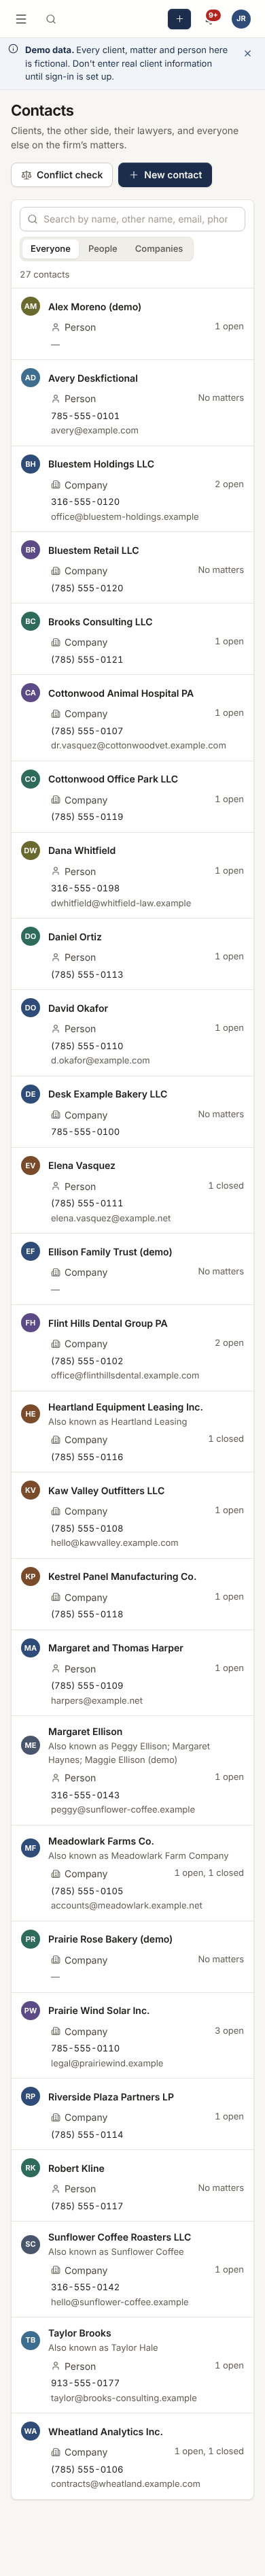 9+
JR
Demo data. Every client, matter and person here
is fictional. Don't enter real client information
until sign-in is set up.
Contacts
Clients, the other side, their lawyers, and everyone
else on the firm's matters.
Conflict check
New contact
Search by name, other name, email, phor
Everyone People Companies
27 contacts
AM Alex Moreno (demo)
Person 1 open
—
AD Avery Deskfictional
Person No matters
785-555-0101
avery@example.com
BH Bluestem Holdings LLC
Company 2 open
316-555-0120
office@bluestem-holdings.example
BR Bluestem Retail LLC
Company No matters
(785) 555-0120
BC Brooks Consulting LLC
Company 1 open
(785) 555-0121
CA Cottonwood Animal Hospital PA
Company 1 open
(785) 555-0107
dr.vasquez@cottonwoodvet.example.com
CO Cottonwood Office Park LLC
Company 1 open
(785) 555-0119
DW Dana Whitfield
Person 1 open
316-555-0198
dwhitfield@whitfield-law.example
DO Daniel Ortiz
Person 1 open
(785) 555-0113
DO David Okafor
Person 1 open
(785) 555-0110
d.okafor@example.com
DE Desk Example Bakery LLC
Company No matters
785-555-0100
EV Elena Vasquez
Person 1 closed
(785) 555-0111
elena.vasquez@example.net
EF Ellison Family Trust (demo)
Company No matters
—
FH Flint Hills Dental Group PA
Company 2 open
(785) 555-0102
office@flinthillsdental.example.com
HE Heartland Equipment Leasing Inc.
Also known as Heartland Leasing
Company 1 closed
(785) 555-0116
KV Kaw Valley Outfitters LLC
Company 1 open
(785) 555-0108
hello@kawvalley.example.com
KP Kestrel Panel Manufacturing Co.
Company 1 open
(785) 555-0118
MA Margaret and Thomas Harper
Person 1 open
(785) 555-0109
harpers@example.net
ME Margaret Ellison
Also known as Peggy Ellison; Margaret
Haynes; Maggie Ellison (demo)
Person 1 open
316-555-0143
peggy@sunflower-coffee.example
MF Meadowlark Farms Co.
Also known as Meadowlark Farm Company
Company 1 open, 1 closed
(785) 555-0105
accounts@meadowlark.example.net
PR Prairie Rose Bakery (demo)
Company No matters
—
PW Prairie Wind Solar Inc.
Company 3 open
785-555-0110
legal@prairiewind.example
RP Riverside Plaza Partners LP
Company 1 open
(785) 555-0114
RK Robert Kline
Person No matters
(785) 555-0117
SC Sunflower Coffee Roasters LLC
Also known as Sunflower Coffee
Company 1 open
316-555-0142
hello@sunflower-coffee.example
TB Taylor Brooks
Also known as Taylor Hale
Person 1 open
913-555-0177
taylor@brooks-consulting.example
WA Wheatland Analytics Inc.
Company 1 open, 1 closed
(785) 555-0106
contracts@wheatland.example.com